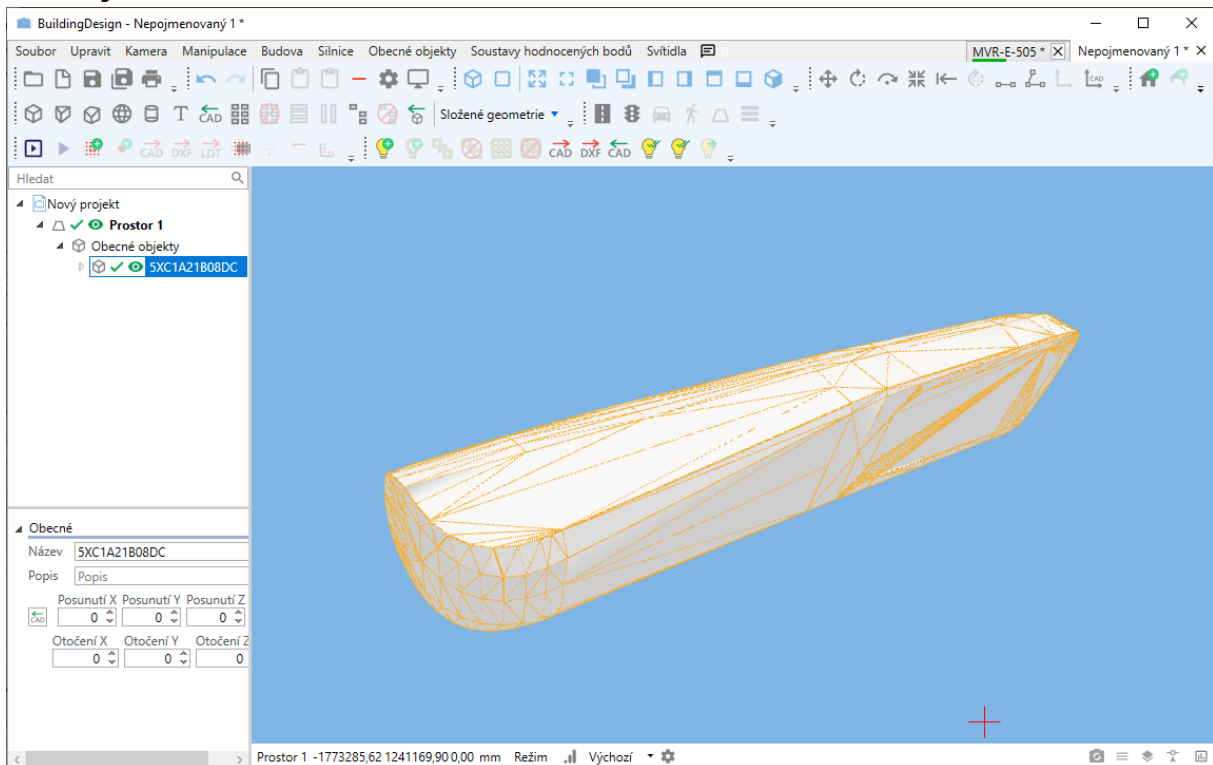 BuildingDesign - Nepojmenovaný 1 *
Soubor Upravit Kamera Manipulace Budova Silnice Obecné objekty Soustavy hodnocených bodů Svítidla
MVR-E-505 * Nepojmenovaný 1 *
CAD
T CAD Složené geometrie
CAD DXF LDT CAD DXF CAD
Hledat
Nový projekt
Prostor 1
Obecné objekty
5XC1A21B08DC
Obecné
Název 5XC1A21B08DC
Popis Popis
Posunutí X Posunutí Y Posunutí Z
CAD 0 0 0
Otočení X Otočení Y Otočení Z
0 0 0
Prostor 1 -1773285,62 1241169,90 0,00 mm Režim Výchozí